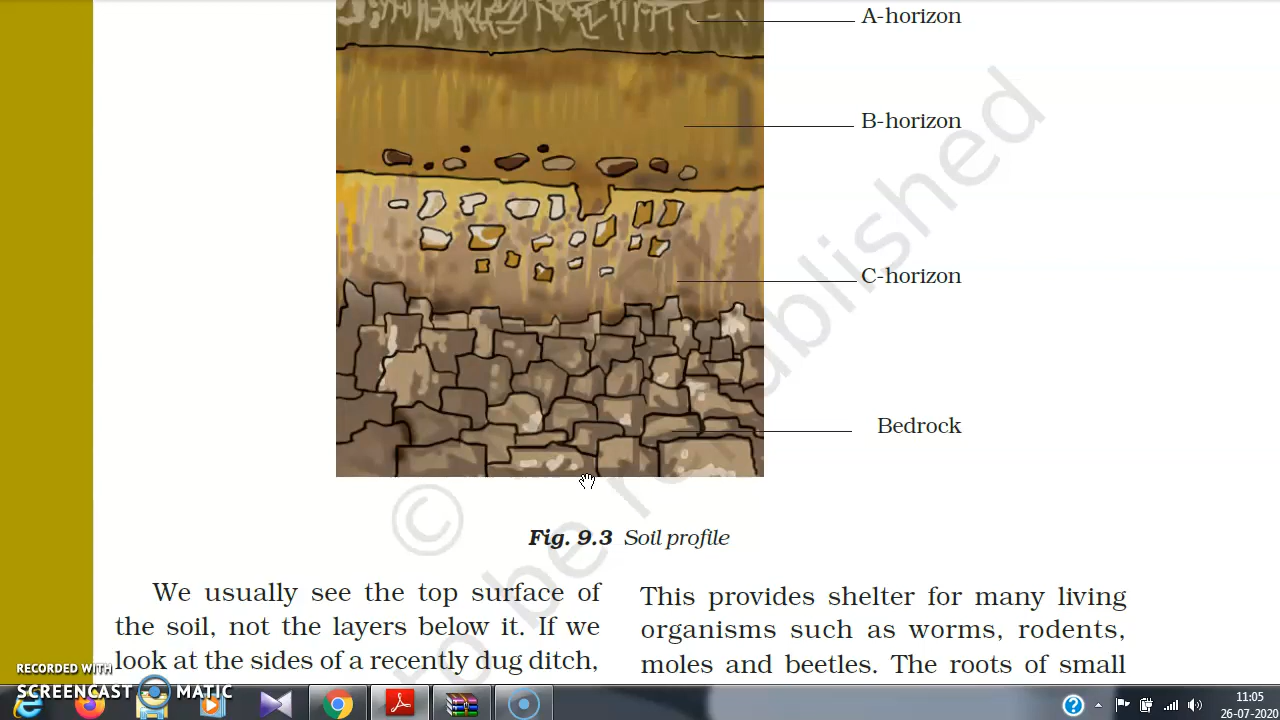 A-horizon
B-horizon
C-horizon
Bedrock
Fig. 9.3 Soil profile
We usually see the top surface of
the soil, not the layers below it. If we
look at the sides of a recently dug ditch,
This provides shelter for many living
organisms such as worms, rodents,
moles and beetles. The roots of small
©
to be republished
RECORDED WITH
SCREENCAST MATIC
11:05
26-07-2020